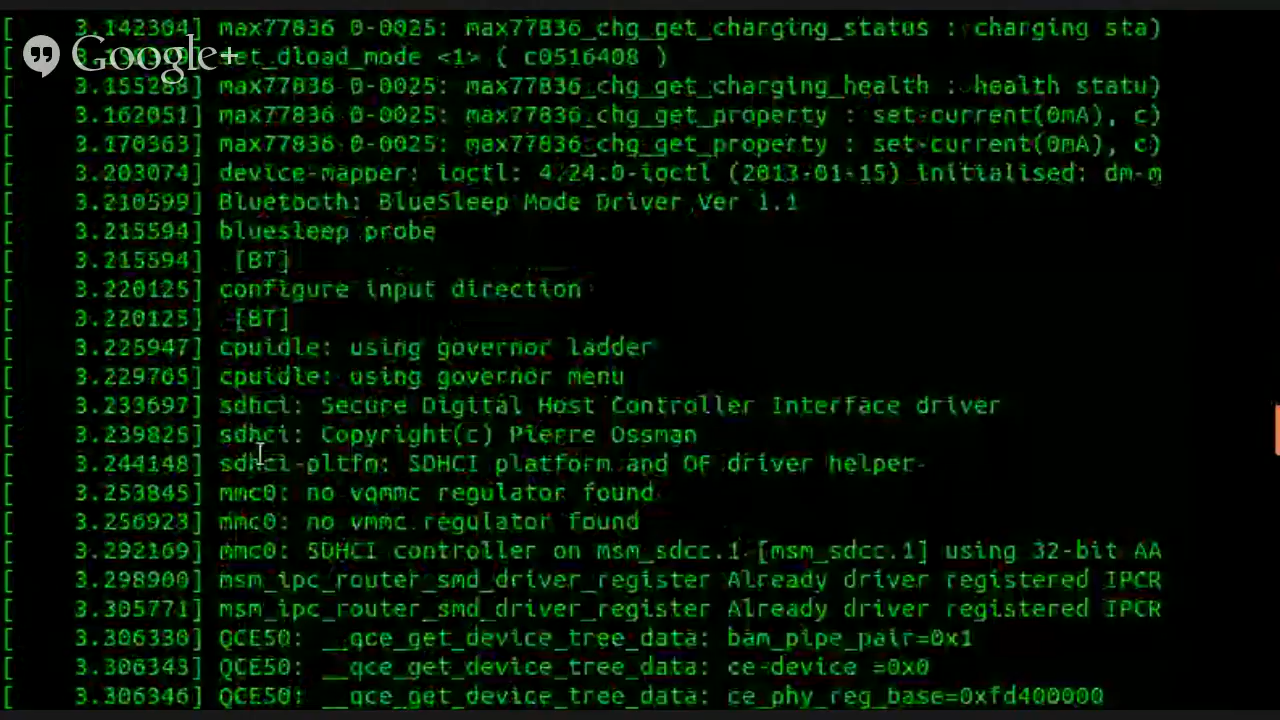 [ 3.142304] max77836 0-0025: max77836_chg_get_charging_status : charging sta)
Google+
et_dload_mode <1> ( c0516408 )
[ 3.155288] max77836 0-0025: max77836_chg_get_charging_health : health statu)
[ 3.162051] max77836 0-0025: max77836_chg_get_property : set-current(0mA), c)
[ 3.170363] max77836 0-0025: max77836_chg_get_property : set-current(0mA), c)
[ 3.203074] device-mapper: ioctl: 4.24.0-ioctl (2013-01-15) initialised: dm-m
[ 3.210599] Bluetooth: BlueSleep Mode Driver Ver 1.1
[ 3.215594] bluesleep probe
[ 3.215594] [BT]
[ 3.220125] configure input direction
[ 3.220125] [BT]
[ 3.225947] cpuidle: using governor ladder
[ 3.229705] cpuidle: using governor menu
[ 3.233697] sdhci: Secure Digital Host Controller Interface driver
[ 3.239825] sdhci: Copyright(c) Pierre Ossman
[ 3.244148] sdhci-pltfm: SDHCI platform and OF driver helper
[ 3.253845] mmc0: no vqmmc regulator found
[ 3.256923] mmc0: no vmmc regulator found
[ 3.292169] mmc0: SDHCI controller on msm_sdcc.1 [msm_sdcc.1] using 32-bit AA
[ 3.298900] msm_ipc_router_smd_driver_register Already driver registered IPCR
[ 3.305771] msm_ipc_router_smd_driver_register Already driver registered IPCR
[ 3.306330] QCE50: __qce_get_device_tree_data: bam_pipe_pair=0x1
[ 3.306343] QCE50: __qce_get_device_tree_data: ce-device =0x0
[ 3.306346] QCE50: __qce_get_device_tree_data: ce_phy_reg_base=0xfd400000